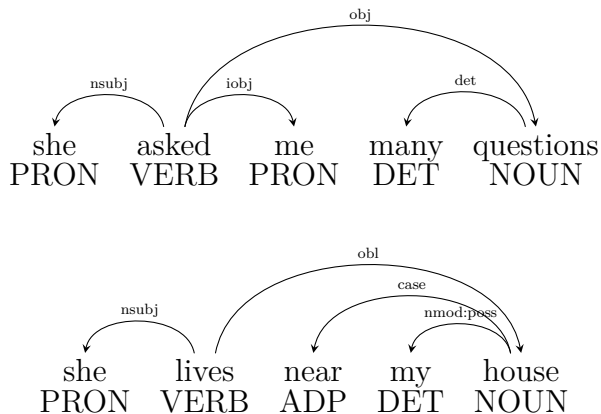 obj
nsubj iobj det
she asked me many questions
PRON VERB PRON DET NOUN
obl
case
nsubj nmod:poss
she lives near my house
PRON VERB ADP DET NOUN